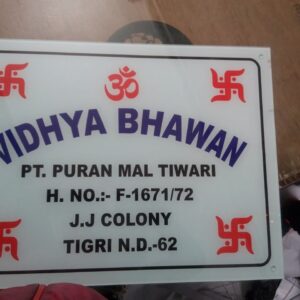 ॐ
VIDHYA BHAWAN
PT. PURAN MAL TIWARI
H. NO.:- F-1671/72
J.J COLONY
TIGRI N.D.-62